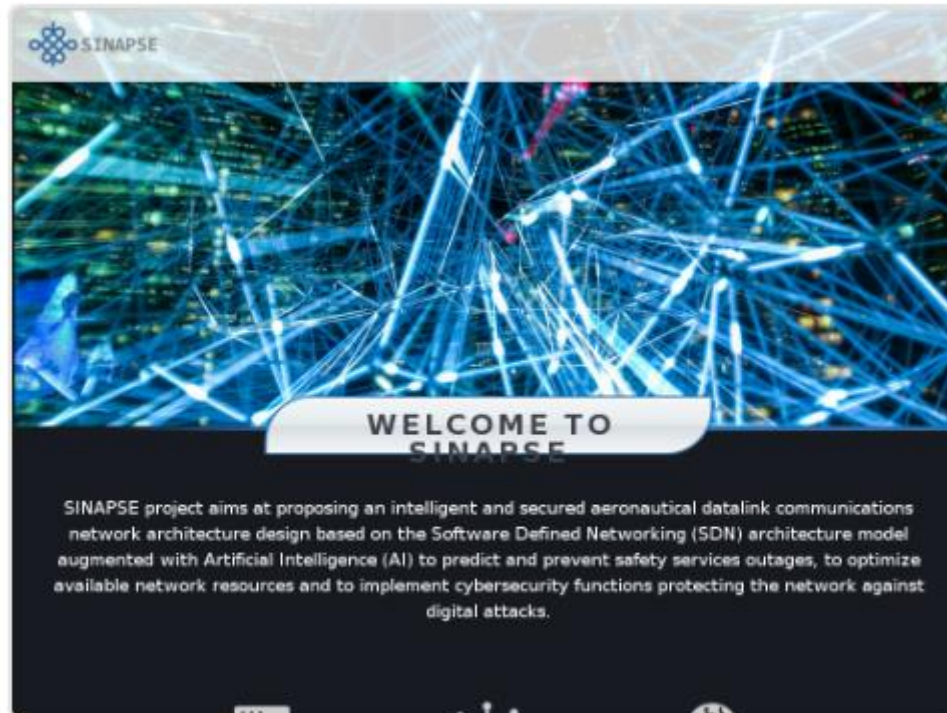 SINAPSE
WELCOME TO
SINAPSE
SINAPSE project aims at proposing an intelligent and secured aeronautical datalink communications
network architecture design based on the Software Defined Networking (SDN) architecture model
augmented with Artificial Intelligence (AI) to predict and prevent safety services outages, to optimize
available network resources and to implement cybersecurity functions protecting the network against
digital attacks.